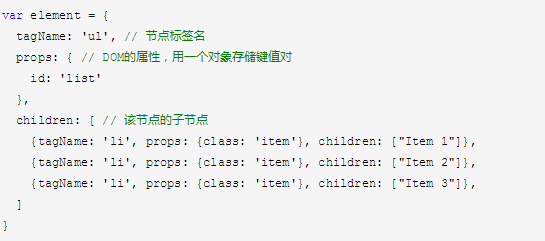 var element = {
  tagName: 'ul', // 节点标签名
  props: { // DOM的属性，用一个对象存储键值对
    id: 'list'
  },
  children: [ // 该节点的子节点
    {tagName: 'li', props: {class: 'item'}, children: ["Item 1"]},
    {tagName: 'li', props: {class: 'item'}, children: ["Item 2"]},
    {tagName: 'li', props: {class: 'item'}, children: ["Item 3"]},
  ]
}